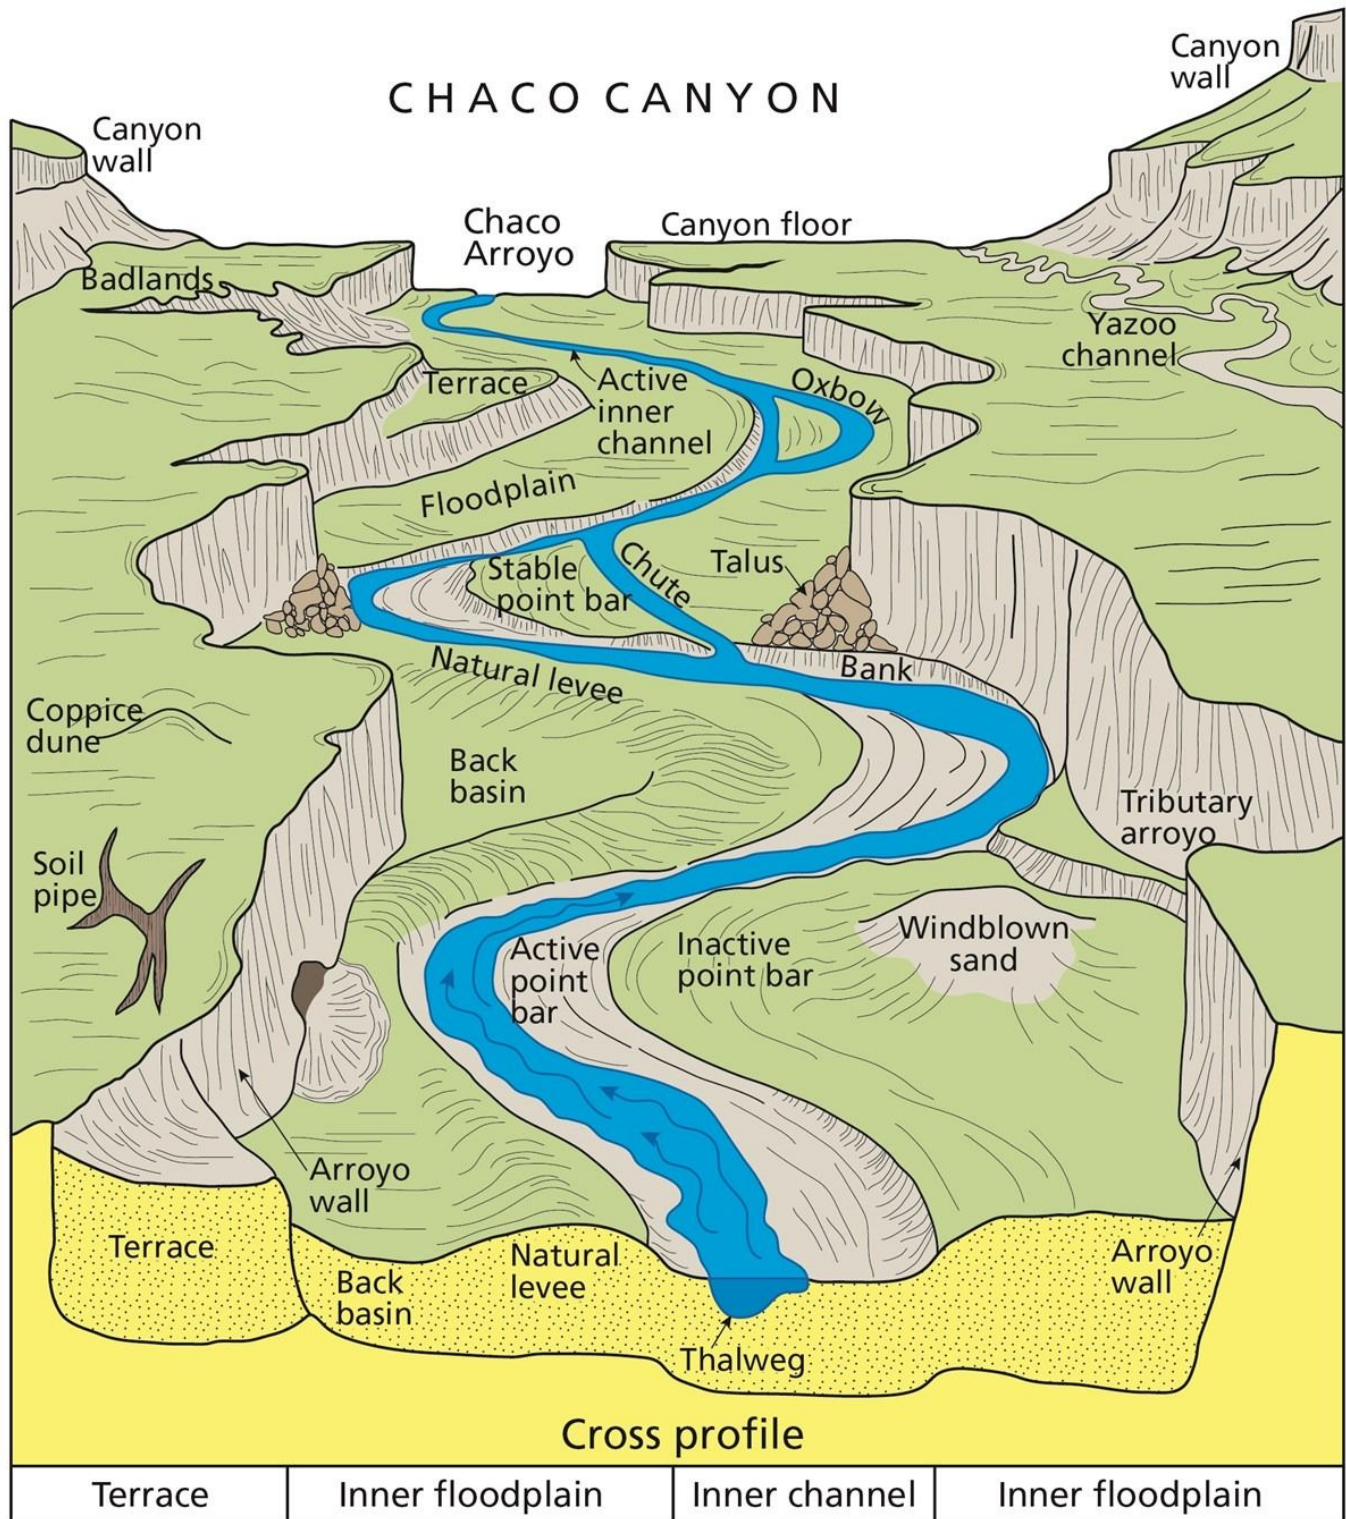 Canyon
wall
CHACO CANYON
Canyon
wall
Chaco
Arroyo
Canyon floor
Badlands
Yazoo
channel
Terrace
Active
inner
channel
Oxbow
Floodplain
Stable
point bar
Chute
Talus
Natural levee
Bank
Coppice
dune
Back
basin
Tributary
arroyo
Soil
pipe
Active
point
bar
Inactive
point bar
Windblown
sand
Arroyo
wall
Terrace
Back
basin
Natural
levee
Arroyo
wall
Thalweg
Cross profile
Terrace
Inner floodplain
Inner channel
Inner floodplain